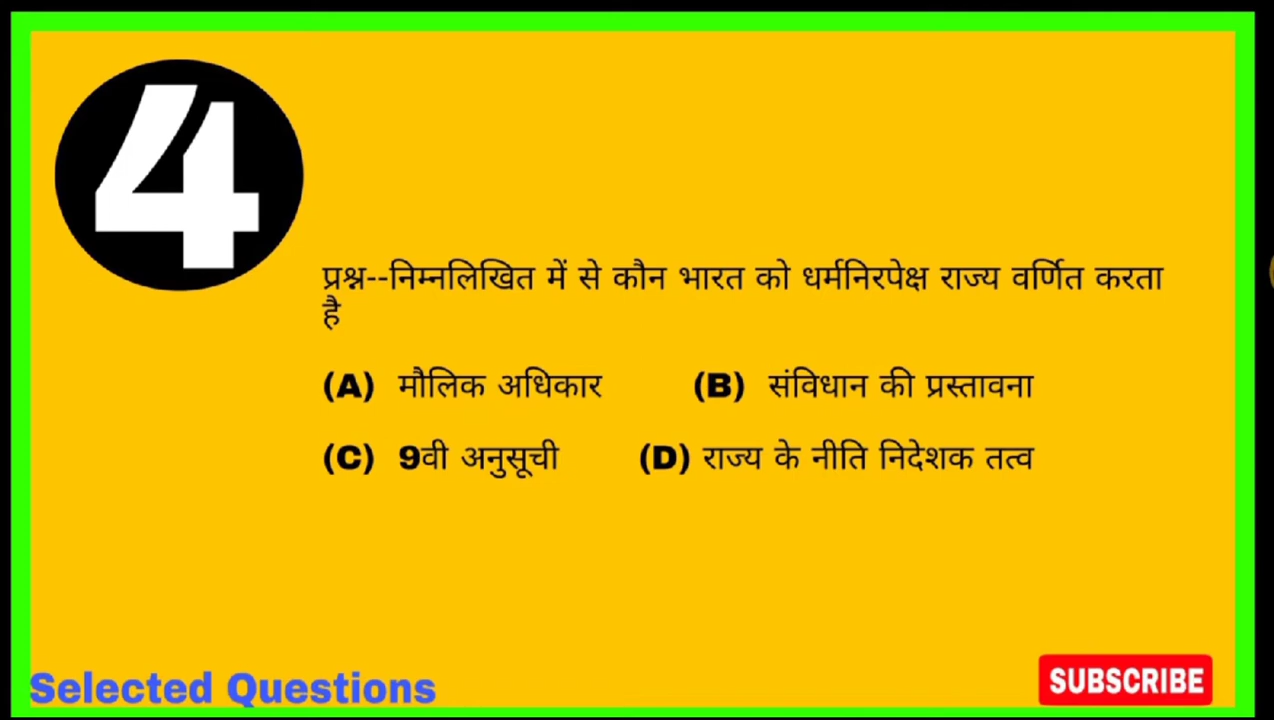 4
प्रश्न--निम्नलिखित में से कौन भारत को धर्मनिरपेक्ष राज्य वर्णित करता
है
(A) मौलिक अधिकार (B) संविधान की प्रस्तावना
(C) 9वी अनुसूची (D) राज्य के नीति निदेशक तत्व
Selected Questions
SUBSCRIBE